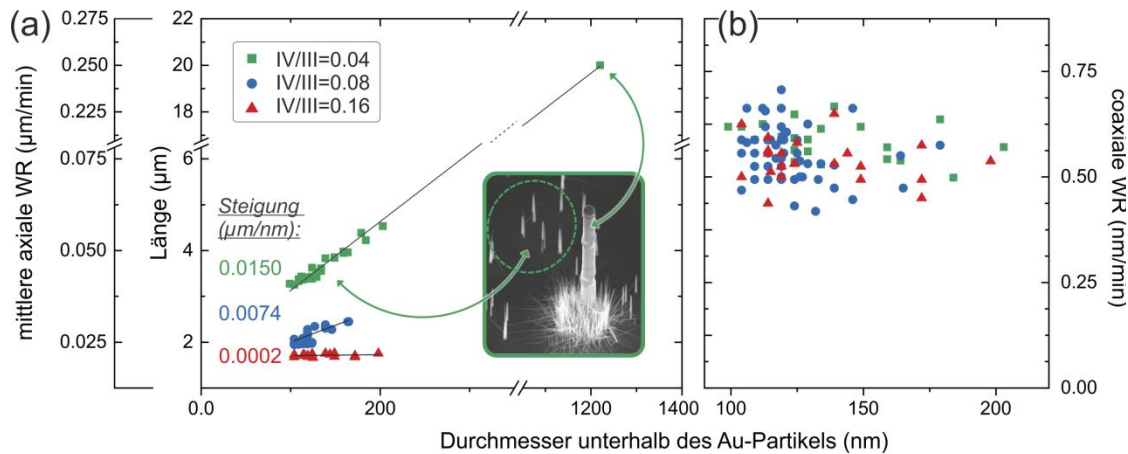 (a)
mittlere axiale WR (µm/min)
0.275
0.250
0.225
0.075
0.050
0.025
Länge (µm)
22
20
18
6
4
2
IV/III=0.04
IV/III=0.08
IV/III=0.16
Steigung
(µm/nm):
0.0150
0.0074
0.0002
0.0
200
1200
1400
(b)
0.75
0.50
0.25
0.00
coaxiale WR (nm/min)
100
150
200
Durchmesser unterhalb des Au-Partikels (nm)